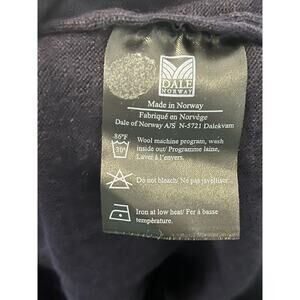 DALE
NORWAY
Made in Norway
Fabriqué en Norvège
Dale of Norway A/S N-5721 Dalekvam
86°F
30°
Wool machine program, wash
inside out/ Programme laine,
Laver à l'envers.
Do not bleach/ Ne pas javelliser.
Iron at low heat/ Fer à basse
température.